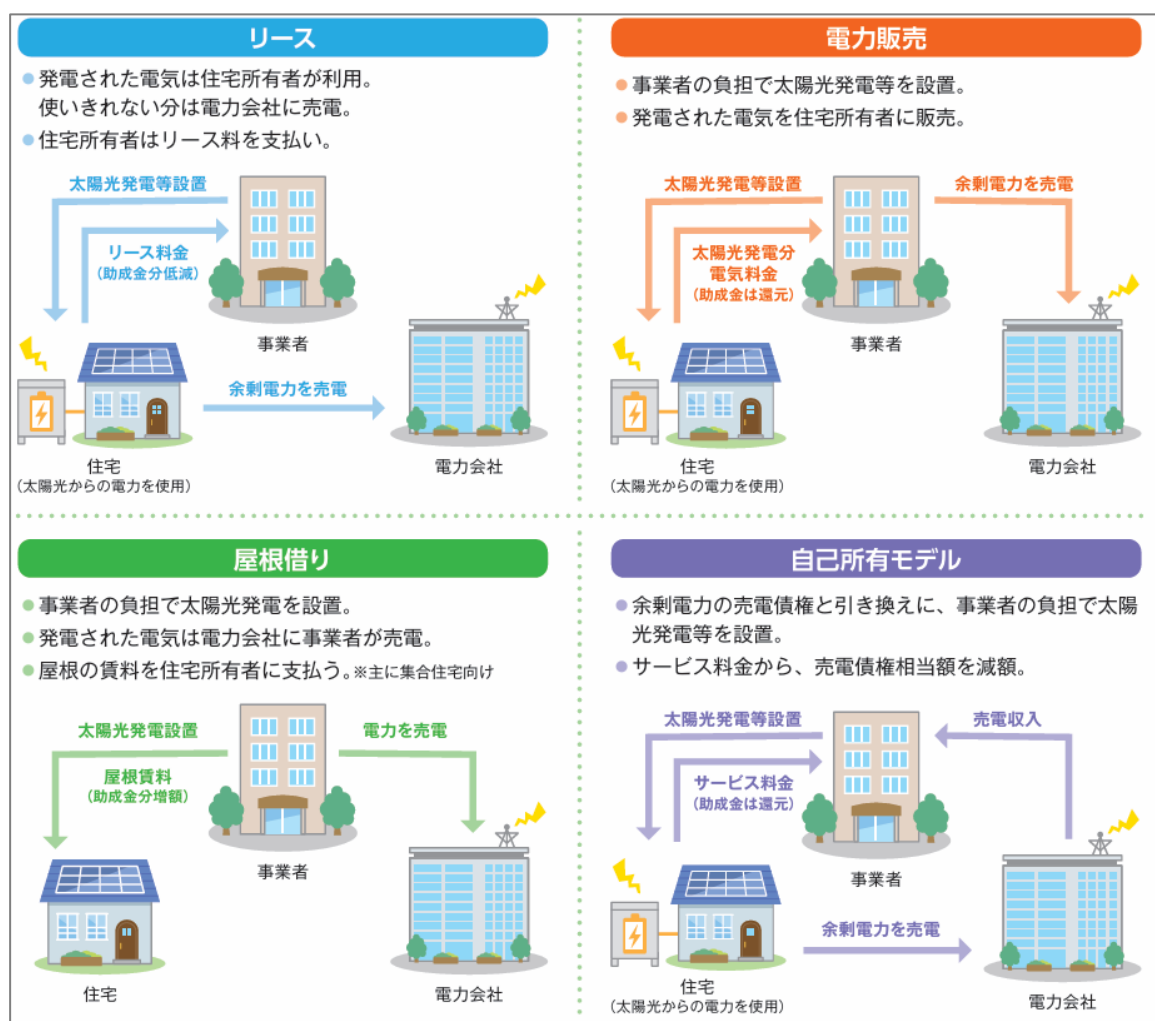 リース
● 発電された電気は住宅所有者が利用。
使いきれない分は電力会社に売電。
● 住宅所有者はリース料を支払い。
太陽光発電等設置
リース料金
(助成金分低減)
事業者
余剰電力を売電
住宅
(太陽光からの電力を使用)
電力会社
電力販売
● 事業者の負担で太陽光発電等を設置。
● 発電された電気を住宅所有者に販売。
太陽光発電等設置
余剰電力を売電
太陽光発電分
電気料金
(助成金は還元)
事業者
住宅
(太陽光からの電力を使用)
電力会社
屋根借り
● 事業者の負担で太陽光発電を設置。
● 発電された電気は電力会社に事業者が売電。
● 屋根の賃料を住宅所有者に支払う。※主に集合住宅向け
太陽光発電設置
電力を売電
屋根賃料
(助成金分増額)
事業者
住宅
電力会社
自己所有モデル
● 余剰電力の売電債権と引き換えに、事業者の負担で太陽
光発電等を設置。
● サービス料金から、売電債権相当額を減額。
太陽光発電等設置
売電収入
サービス料金
(助成金は還元)
事業者
余剰電力を売電
住宅
(太陽光からの電力を使用)
電力会社